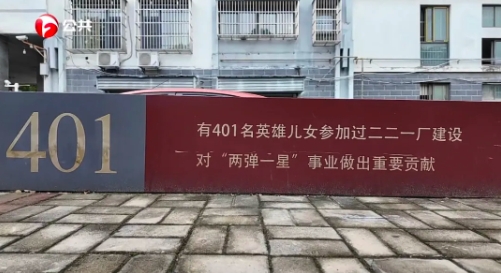 公共
401
有401名英雄儿女参加过二二一厂建设
对“两弹一星”事业做出重要贡献